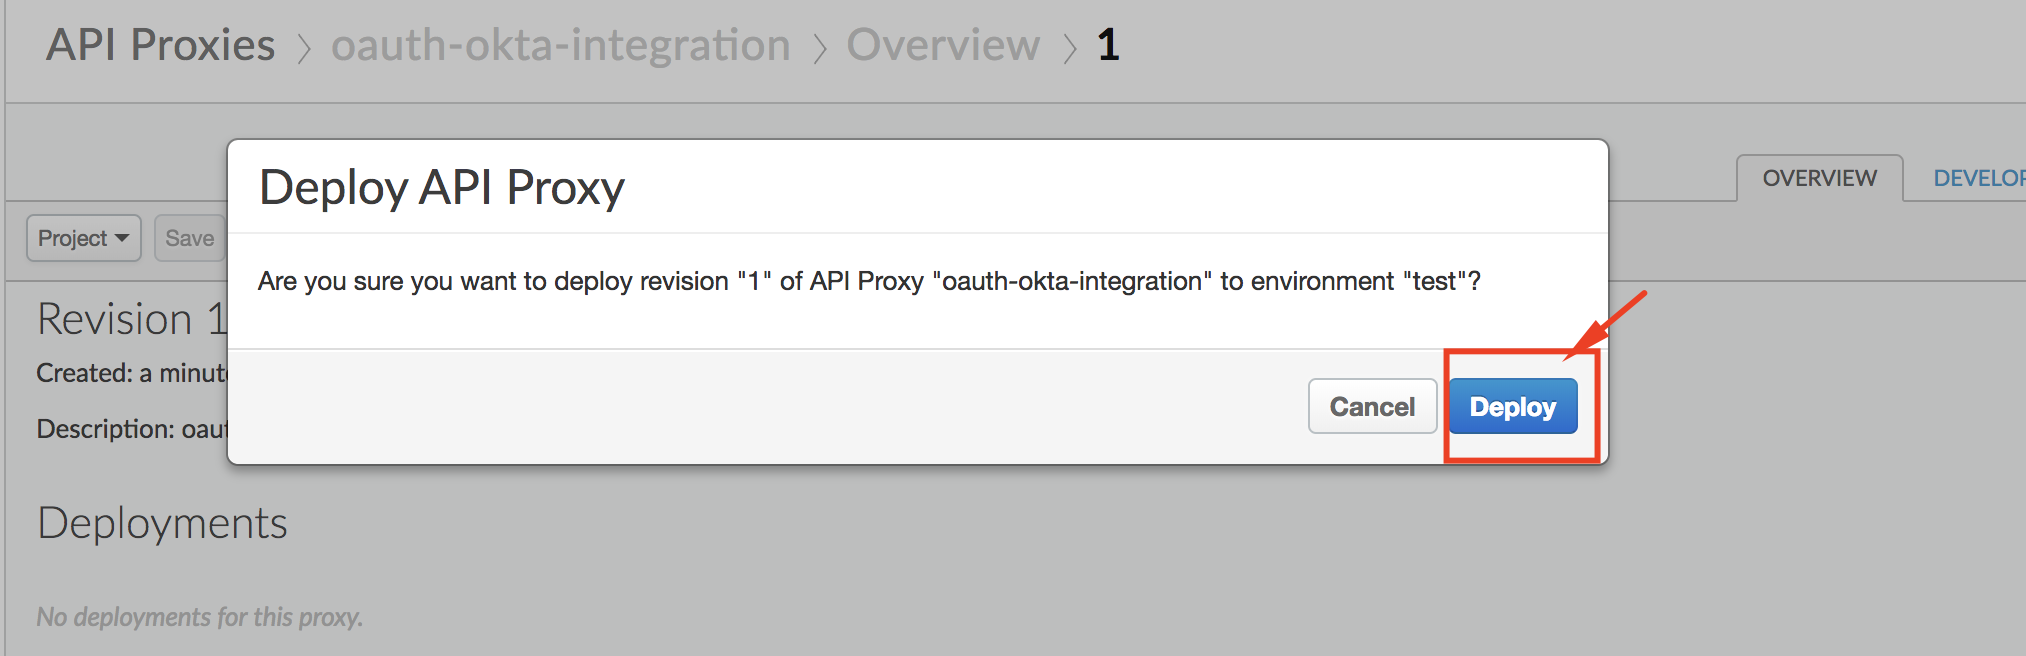 API Proxies > oauth-okta-integration > Overview > 1
OVERVIEW
DEVELOP
Deploy API Proxy
Project
Save
Are you sure you want to deploy revision "1" of API Proxy "oauth-okta-integration" to environment "test"?
Revision 1
Created: a minute
Cancel
Deploy
Description: oaut
Deployments
No deployments for this proxy.